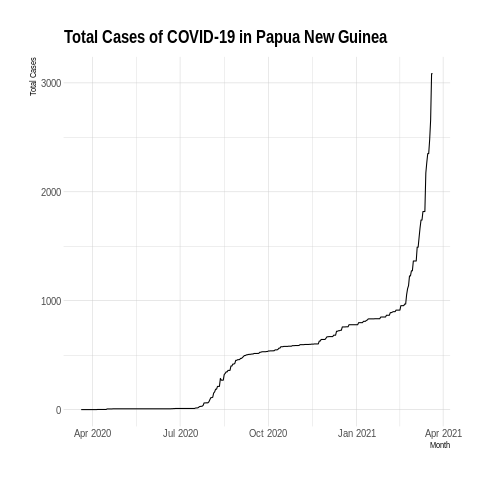 Total Cases of COVID-19 in Papua New Guinea
Total Cases
3000
2000
1000
0
Apr 2020 Jul 2020 Oct 2020 Jan 2021 Apr 2021
Month